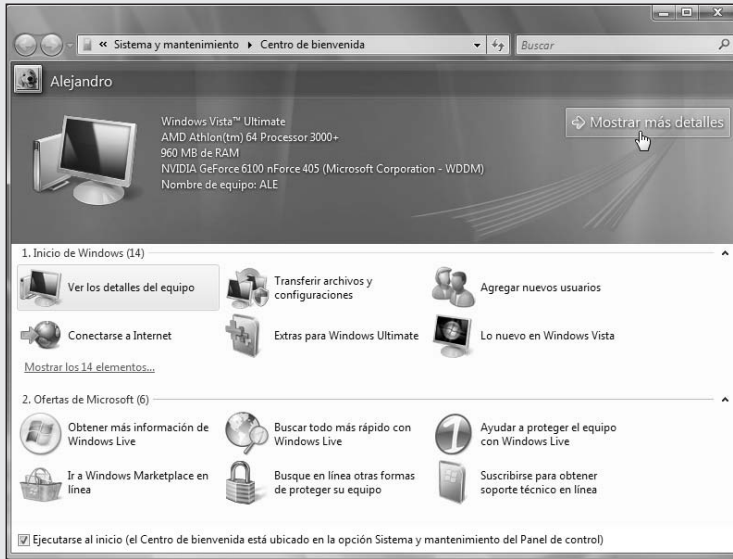 « Sistema y mantenimiento ▸ Centro de bienvenida
Buscar
Alejandro
Windows Vista™ Ultimate
AMD Athlon(tm) 64 Processor 3000+
960 MB de RAM
NVIDIA GeForce 6100 nForce 405 (Microsoft Corporation - WDDM)
Nombre de equipo: ALE
Mostrar más detalles
1. Inicio de Windows (14)
Ver los detalles del equipo
Transferir archivos y
configuraciones
Agregar nuevos usuarios
Conectarse a Internet
Extras para Windows Ultimate
Lo nuevo en Windows Vista
Mostrar los 14 elementos...
2. Ofertas de Microsoft (6)
Obtener más información de
Windows Live
Buscar todo más rápido con
Windows Live
Ayudar a proteger el equipo
con Windows Live
Ir a Windows Marketplace en
línea
Busque en línea otras formas
de proteger su equipo
Suscribirse para obtener
soporte técnico en línea
Ejecutarse al inicio (el Centro de bienvenida está ubicado en la opción Sistema y mantenimiento del Panel de control)